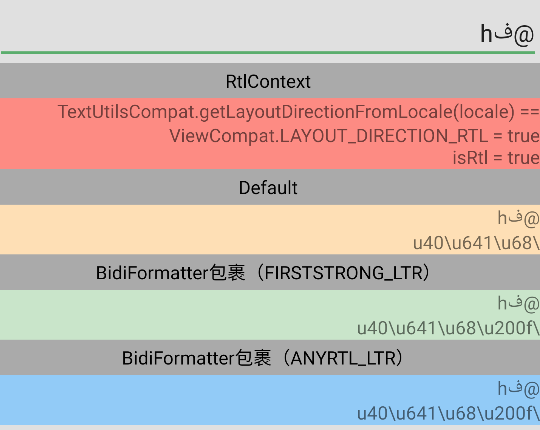 hف@
RtlContext
TextUtilsCompat.getLayoutDirectionFromLocale(locale) ==
ViewCompat.LAYOUT_DIRECTION_RTL = true
isRtl = true
Default
hف@
u40\u641\u68\
BidiFormatter包裹（FIRSTSTRONG_LTR）
hف@
u40\u641\u68\u200f\
BidiFormatter包裹（ANYRTL_LTR）
hف@
u40\u641\u68\u200f\